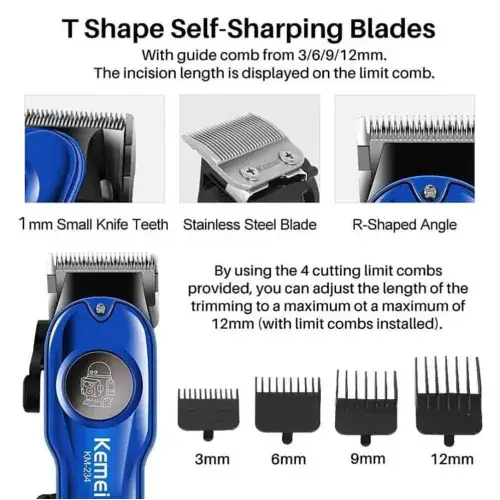 T Shape Self-Sharping Blades
With guide comb from 3/6/9/12mm.
The incision length is displayed on the limit comb.
1mm Small Knife Teeth
Stainless Steel Blade
R-Shaped Angle
By using the 4 cutting limit combs
provided, you can adjust the length of the
trimming to a maximum ot a maximum of
12mm (with limit combs installed).
Kemei
KM-234
3mm
6mm
9mm
12mm